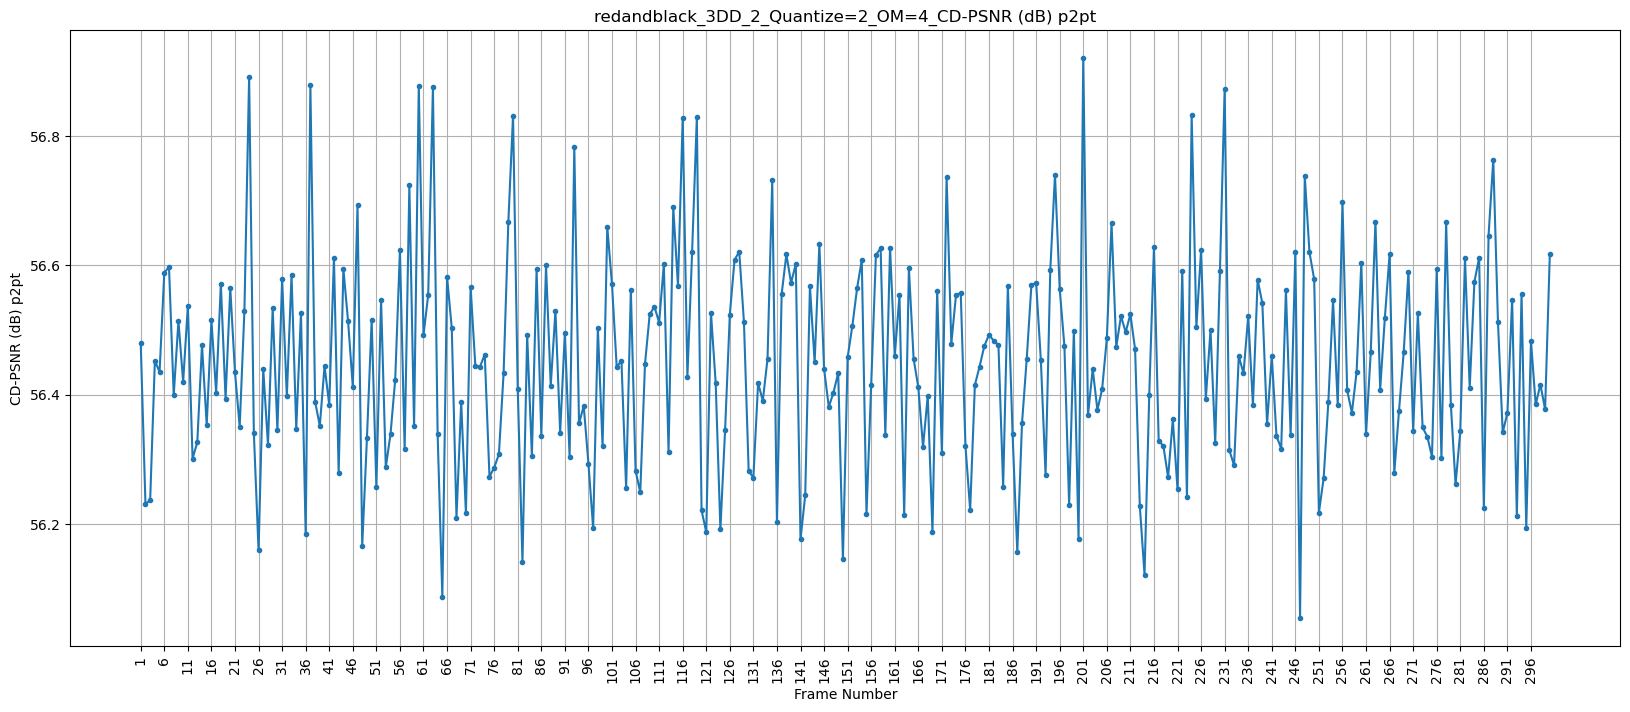 redandblack_3DD_2_Quantize=2_OM=4_CD-PSNR (dB) p2pt
CD-PSNR (dB) p2pt
56.8
56.6
56.4
56.2
1 6 11 16 21 26 31 36 41 46 51 56 61 66 71 76 81 86 91 96 101 106 111 116 121 126 131 136 141 146 151 156 161 166 171 176 181 186 191 196 201 206 211 216 221 226 231 236 241 246 251 256 261 266 271 276 281 286 291 296
Frame Number